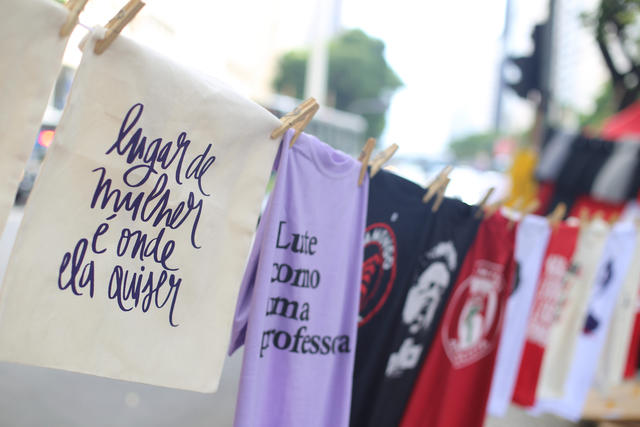 lugar de
mulher
é onde
ela quiser
Lute
como
uma
professora